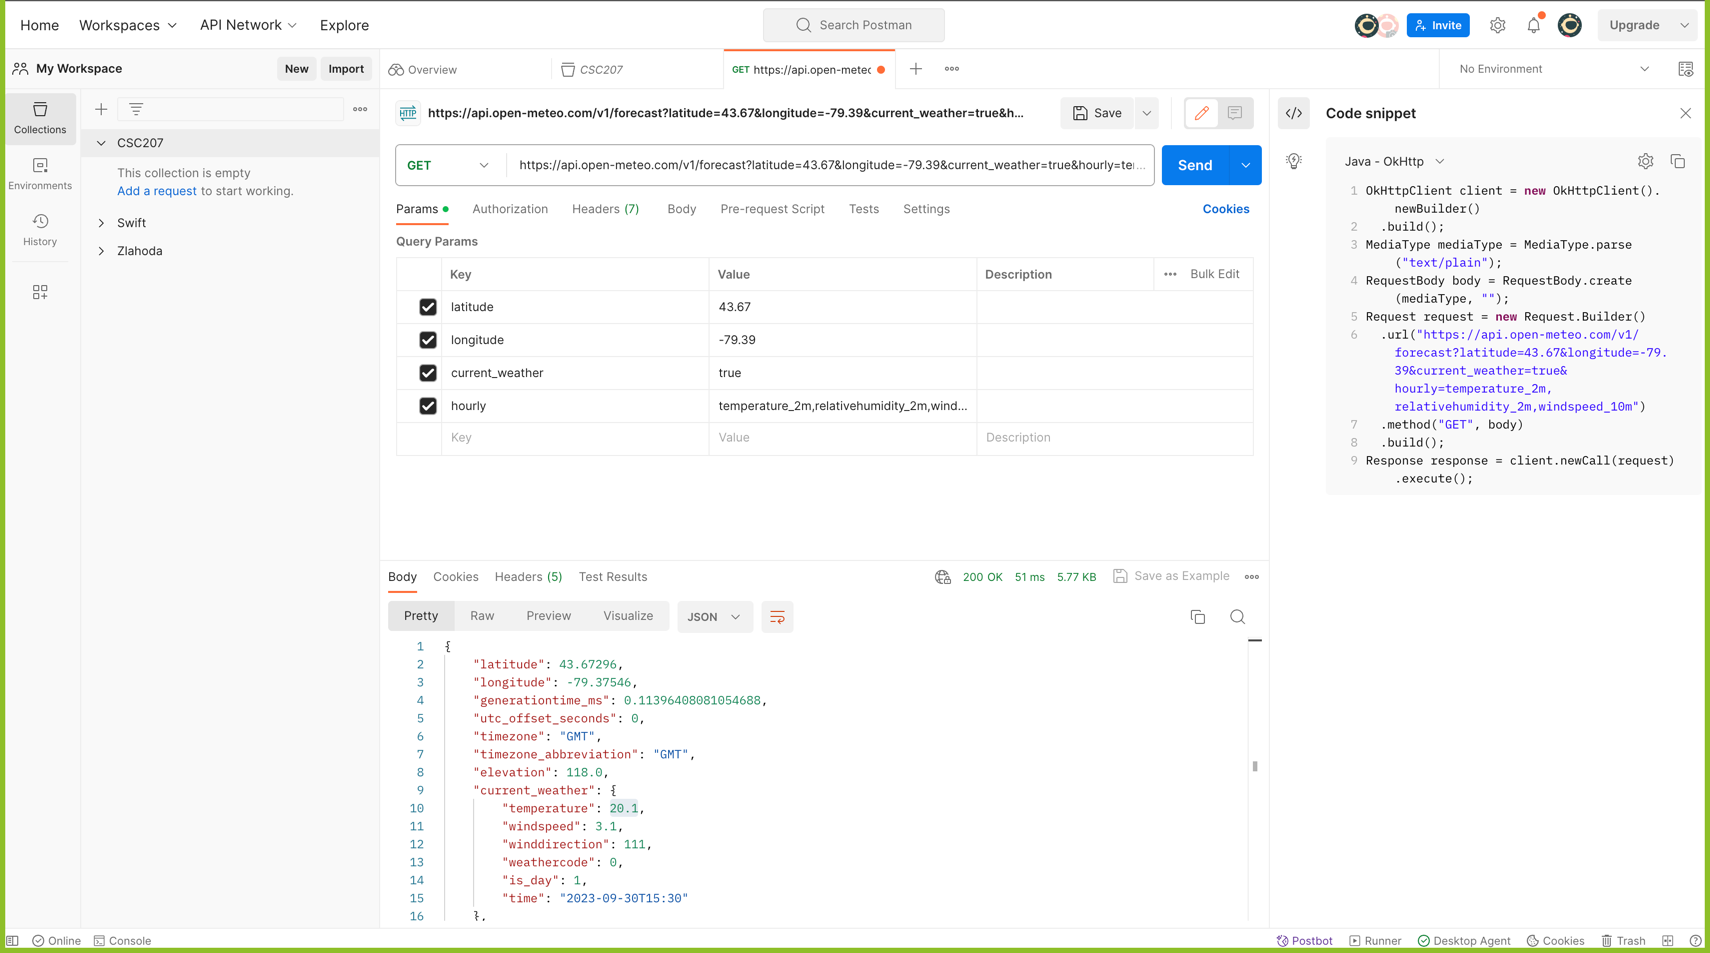 Home Workspaces API Network Explore Search Postman Invite Upgrade
My Workspace New Import Overview CSC207 GET https://api.open-meteo No Environment
Collections
Environments
History
CSC207
This collection is empty
Add a request to start working.
Swift
Zlahoda
HTTP https://api.open-meteo.com/v1/forecast?latitude=43.67&longitude=-79.39&current_weather=true&h... Save
GET https://api.open-meteo.com/v1/forecast?latitude=43.67&longitude=-79.39&current_weather=true&hourly=te... Send
Params Authorization Headers (7) Body Pre-request Script Tests Settings Cookies
Query Params
Key Value Description Bulk Edit
latitude 43.67
longitude -79.39
current_weather true
hourly temperature_2m,relativehumidity_2m,wind...
Key Value Description
Body Cookies Headers (5) Test Results 200 OK 51 ms 5.77 KB Save as Example
Pretty Raw Preview Visualize JSON
1 {
2 "latitude": 43.67296,
3 "longitude": -79.37546,
4 "generationtime_ms": 0.11396408081054688,
5 "utc_offset_seconds": 0,
6 "timezone": "GMT",
7 "timezone_abbreviation": "GMT",
8 "elevation": 118.0,
9 "current_weather": {
10 "temperature": 20.1,
11 "windspeed": 3.1,
12 "winddirection": 111,
13 "weathercode": 0,
14 "is_day": 1,
15 "time": "2023-09-30T15:30"
16 },
</> Code snippet
Java - OkHttp
1 OkHttpClient client = new OkHttpClient().
newBuilder()
2 .build();
3 MediaType mediaType = MediaType.parse
("text/plain");
4 RequestBody body = RequestBody.create
(mediaType, "");
5 Request request = new Request.Builder()
6 .url("https://api.open-meteo.com/v1/
forecast?latitude=43.67&longitude=-79.
39&current_weather=true&
hourly=temperature_2m,
relativehumidity_2m,windspeed_10m")
7 .method("GET", body)
8 .build();
9 Response response = client.newCall(request)
.execute();
Online Console Postbot Runner Desktop Agent Cookies Trash